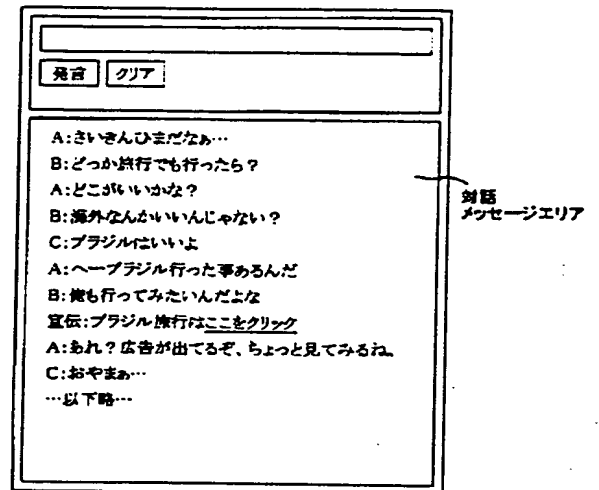 発言 クリア
A:さいきんひまだなぁ…
B:どっか旅行でも行ったら？
A:どこがいいかな？
B:海外なんかいいんじゃない？
C:ブラジルはいいよ
A:へーブラジル行った事あるんだ
B:俺も行ってみたいんだよな
宣伝:ブラジル旅行はここをクリック
A:あれ？広告が出てるぞ、ちょっと見てみるね。
C:おやまぁ…
…以下略…
対話
メッセージエリア